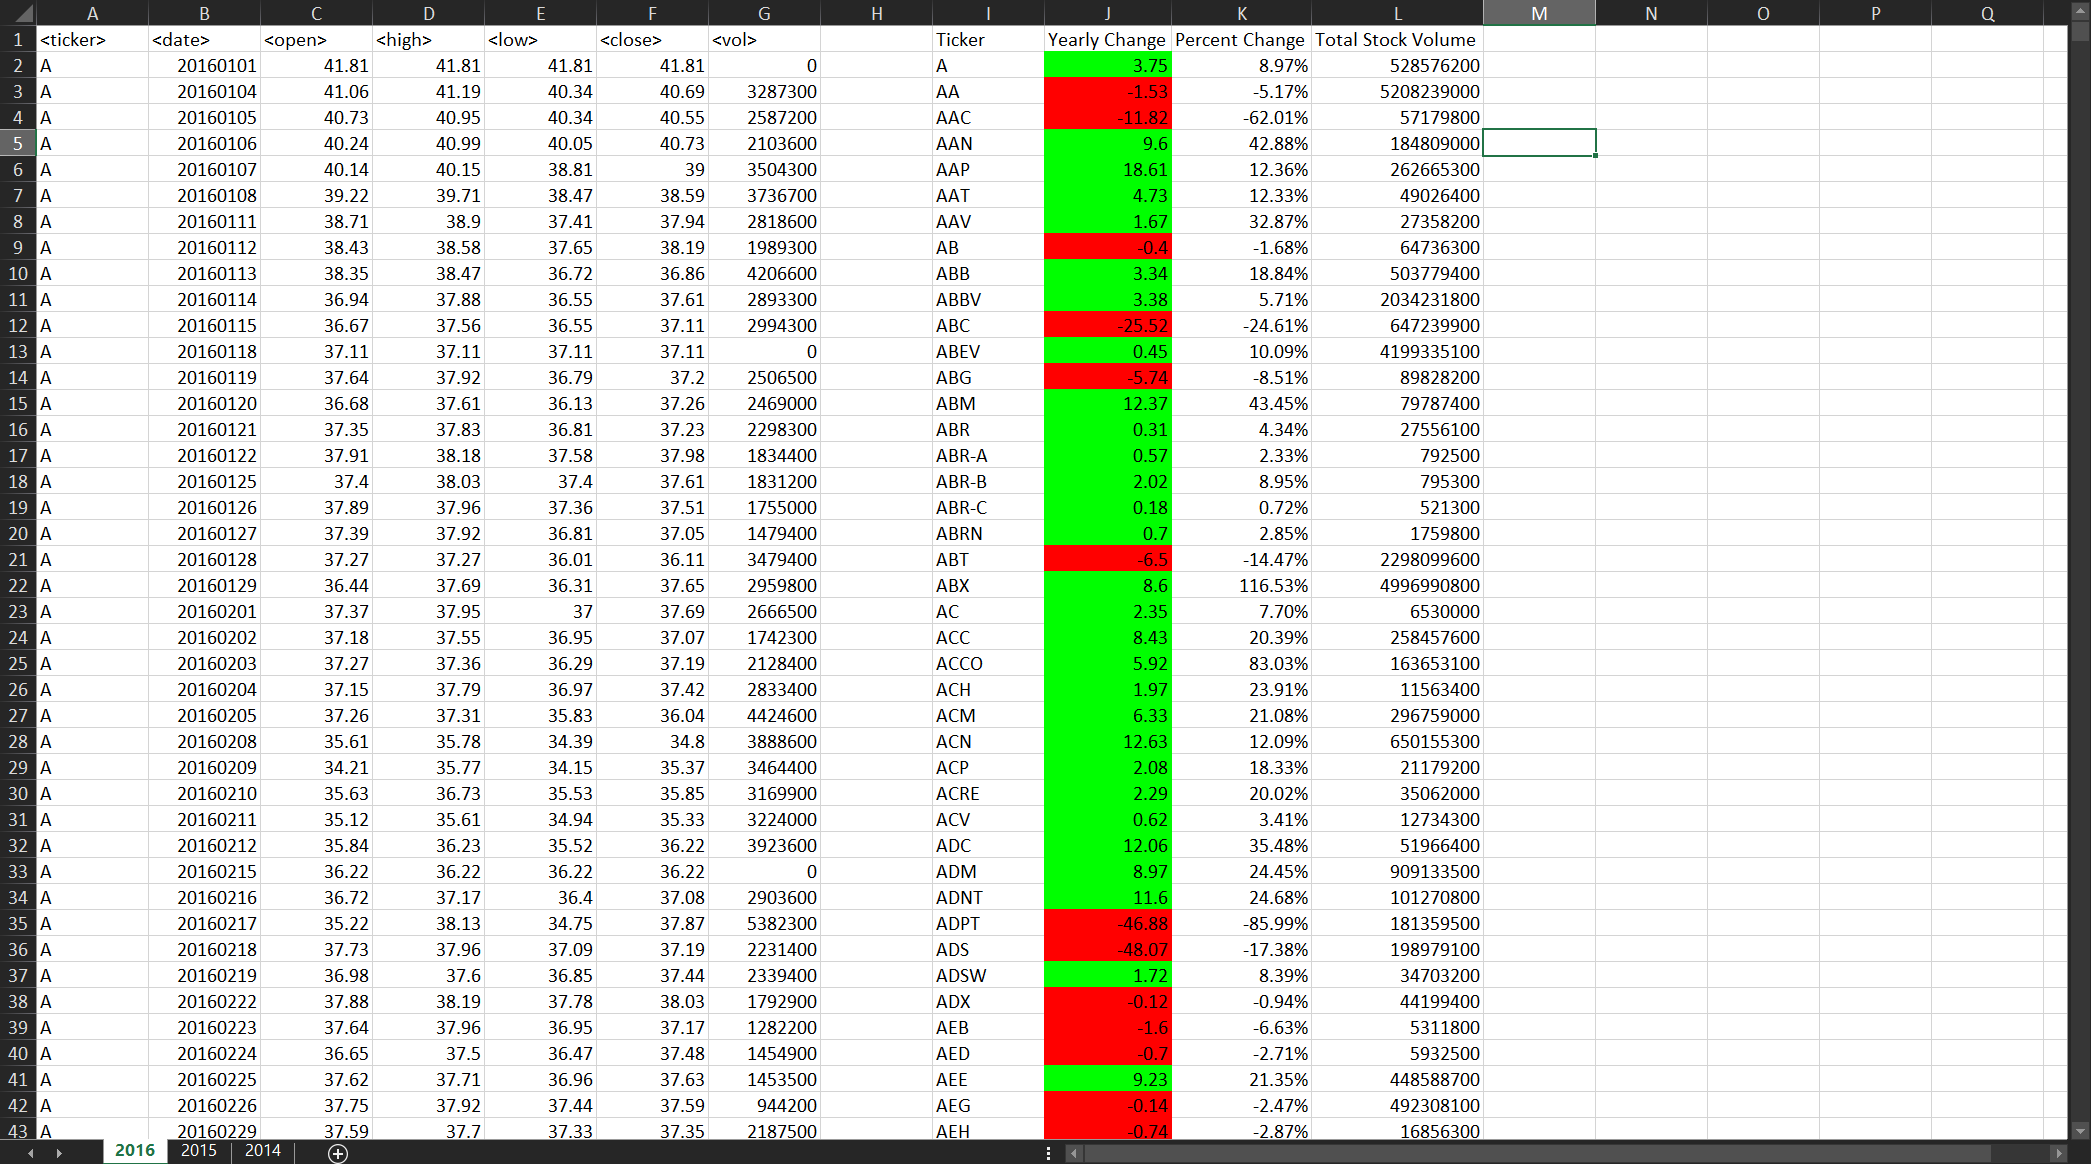 A B C D E F G H I J K L M N O P Q
1 <ticker> <date> <open> <high> <low> <close> <vol> Ticker Yearly Change Percent Change Total Stock Volume
2 A 20160101 41.81 41.81 41.81 41.81 0 A 3.75 8.97% 528576200
3 A 20160104 41.06 41.19 40.34 40.69 3287300 AA -1.53 -5.17% 5208239000
4 A 20160105 40.73 40.95 40.34 40.55 2587200 AAC -11.82 -62.01% 57179800
5 A 20160106 40.24 40.99 40.05 40.73 2103600 AAN 9.6 42.88% 184809000
6 A 20160107 40.14 40.15 38.81 39 3504300 AAP 18.61 12.36% 262665300
7 A 20160108 39.22 39.71 38.47 38.59 3736700 AAT 4.73 12.33% 49026400
8 A 20160111 38.71 38.9 37.41 37.94 2818600 AAV 1.67 32.87% 27358200
9 A 20160112 38.43 38.58 37.65 38.19 1989300 AB -0.4 -1.68% 64736300
10 A 20160113 38.35 38.47 36.72 36.86 4206600 ABB 3.34 18.84% 503779400
11 A 20160114 36.94 37.88 36.55 37.61 2893300 ABBV 3.38 5.71% 2034231800
12 A 20160115 36.67 37.56 36.55 37.11 2994300 ABC -25.52 -24.61% 647239900
13 A 20160118 37.11 37.11 37.11 37.11 0 ABEV 0.45 10.09% 4199335100
14 A 20160119 37.64 37.92 36.79 37.2 2506500 ABG -5.74 -8.51% 89828200
15 A 20160120 36.68 37.61 36.13 37.26 2469000 ABM 12.37 43.45% 79787400
16 A 20160121 37.35 37.83 36.81 37.23 2298300 ABR 0.31 4.34% 27556100
17 A 20160122 37.91 38.18 37.58 37.98 1834400 ABR-A 0.57 2.33% 792500
18 A 20160125 37.4 38.03 37.4 37.61 1831200 ABR-B 2.02 8.95% 795300
19 A 20160126 37.89 37.96 37.36 37.51 1755000 ABR-C 0.18 0.72% 521300
20 A 20160127 37.39 37.92 36.81 37.05 1479400 ABRN 0.7 2.85% 1759800
21 A 20160128 37.27 37.27 36.01 36.11 3479400 ABT -6.5 -14.47% 2298099600
22 A 20160129 36.44 37.69 36.31 37.65 2959800 ABX 8.6 116.53% 4996990800
23 A 20160201 37.37 37.95 37 37.69 2666500 AC 2.35 7.70% 6530000
24 A 20160202 37.18 37.55 36.95 37.07 1742300 ACC 8.43 20.39% 258457600
25 A 20160203 37.27 37.36 36.29 37.19 2128400 ACCO 5.92 83.03% 163653100
26 A 20160204 37.15 37.79 36.97 37.42 2833400 ACH 1.97 23.91% 11563400
27 A 20160205 37.26 37.31 35.83 36.04 4424600 ACM 6.33 21.08% 296759000
28 A 20160208 35.61 35.78 34.39 34.8 3888600 ACN 12.63 12.09% 650155300
29 A 20160209 34.21 35.77 34.15 35.37 3464400 ACP 2.08 18.33% 21179200
30 A 20160210 35.63 36.73 35.53 35.85 3169900 ACRE 2.29 20.02% 35062000
31 A 20160211 35.12 35.61 34.94 35.33 3224000 ACV 0.62 3.41% 12734300
32 A 20160212 35.84 36.23 35.52 36.22 3923600 ADC 12.06 35.48% 51966400
33 A 20160215 36.22 36.22 36.22 36.22 0 ADM 8.97 24.45% 909133500
34 A 20160216 36.72 37.17 36.4 37.08 2903600 ADNT 11.6 24.68% 101270800
35 A 20160217 35.22 38.13 34.75 37.87 5382300 ADPT -46.88 -85.99% 181359500
36 A 20160218 37.73 37.96 37.09 37.19 2231400 ADS -48.07 -17.38% 198979100
37 A 20160219 36.98 37.6 36.85 37.44 2339400 ADSW 1.72 8.39% 34703200
38 A 20160222 37.88 38.19 37.78 38.03 1792900 ADX -0.12 -0.94% 44199400
39 A 20160223 37.64 37.96 36.95 37.17 1282200 AEB -1.6 -6.63% 5311800
40 A 20160224 36.65 37.5 36.47 37.48 1454900 AED -0.7 -2.71% 5932500
41 A 20160225 37.62 37.71 36.96 37.63 1453500 AEE 9.23 21.35% 448588700
42 A 20160226 37.75 37.92 37.44 37.59 944200 AEG -0.14 -2.47% 492308100
43 A 20160229 37.59 37.7 37.33 37.35 2187500 AEH -0.74 -2.87% 16856300
2016 2015 2014